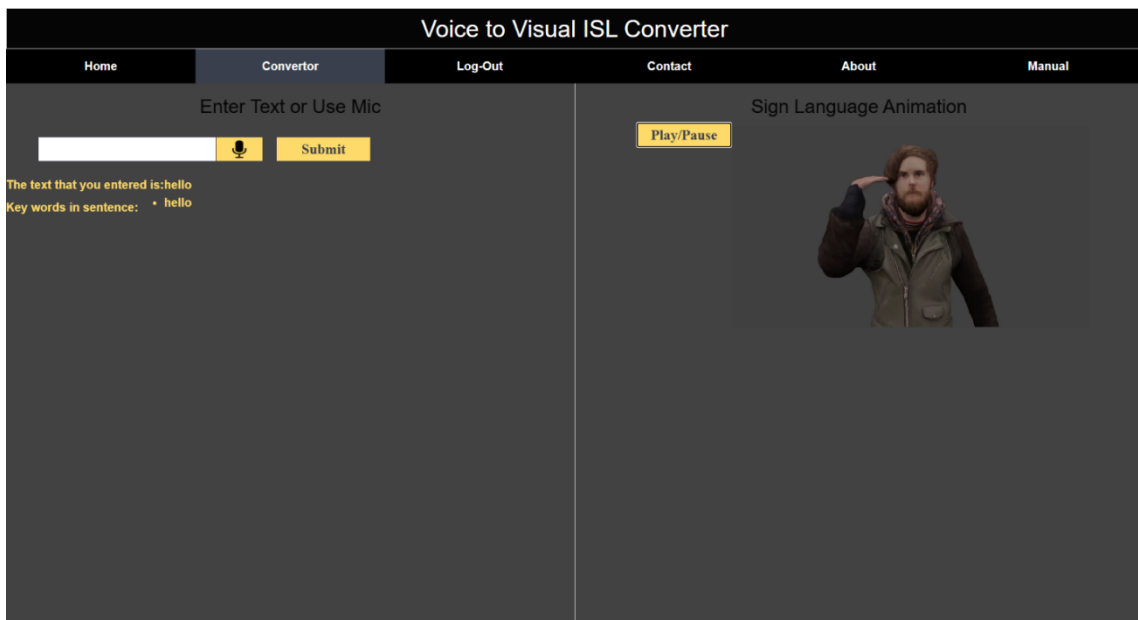 Voice to Visual ISL Converter
Home Convertor Log-Out Contact About Manual
Enter Text or Use Mic
Submit
The text that you entered is:hello
Key words in sentence: • hello
Sign Language Animation
Play/Pause